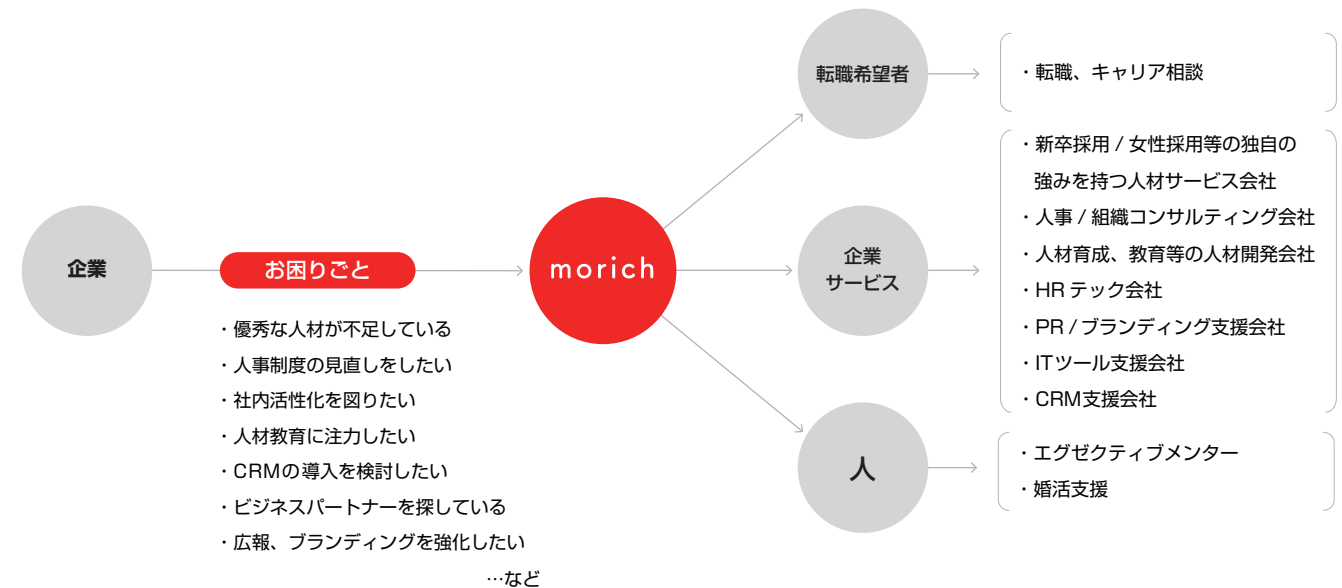 企業
お困りごと
・優秀な人材が不足している
・人事制度の見直しをしたい
・社内活性化を図りたい
・人材教育に注力したい
・CRMの導入を検討したい
・ビジネスパートナーを探している
・広報、ブランディングを強化したい
…など
morich
転職希望者
・転職、キャリア相談
企業
サービス
・新卒採用 / 女性採用等の独自の
強みを持つ人材サービス会社
・人事 / 組織コンサルティング会社
・人材育成、教育等の人材開発会社
・HR テック会社
・PR / ブランディング支援会社
・ITツール支援会社
・CRM支援会社
人
・エグゼクティブメンター
・婚活支援